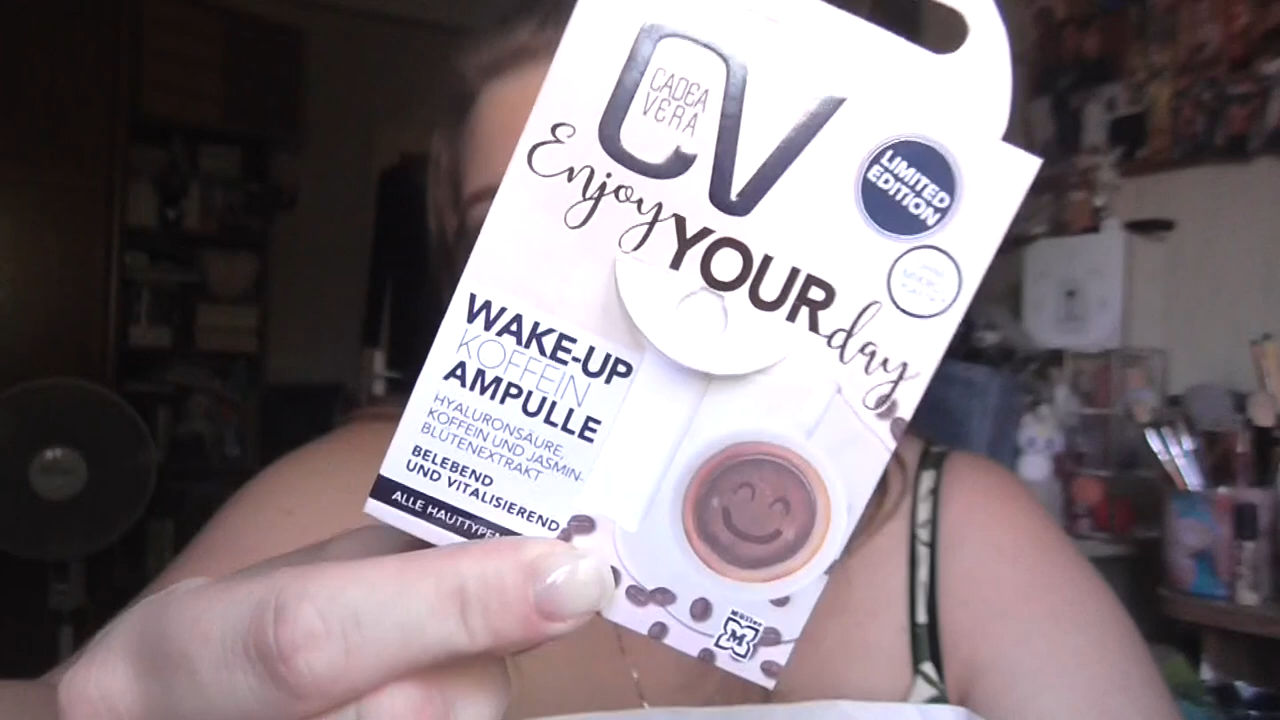 CV
CADEA
VERA
Enjoy YOUR day
LIMITED
EDITION
WAKE-UP
KOFFEIN
AMPULLE
HYALURONSÄURE,
KOFFEIN UND JASMIN-
BLÜTENEXTRAKT
BELEBEND
UND VITALISIEREND
ALLE HAUTTYPEN
Müller
M